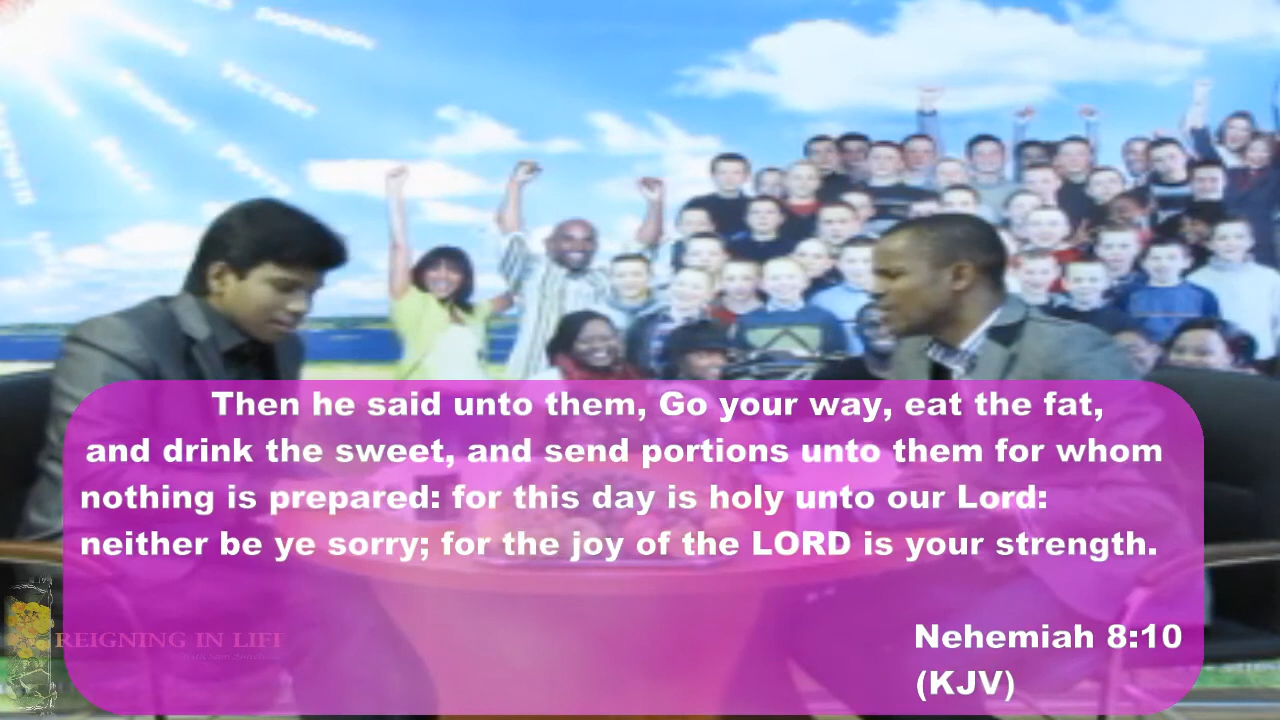 Then he said unto them, Go your way, eat the fat,
and drink the sweet, and send portions unto them for whom
nothing is prepared: for this day is holy unto our Lord:
neither be ye sorry; for the joy of the LORD is your strength.
Nehemiah 8:10
(KJV)
REIGNING IN LIFE